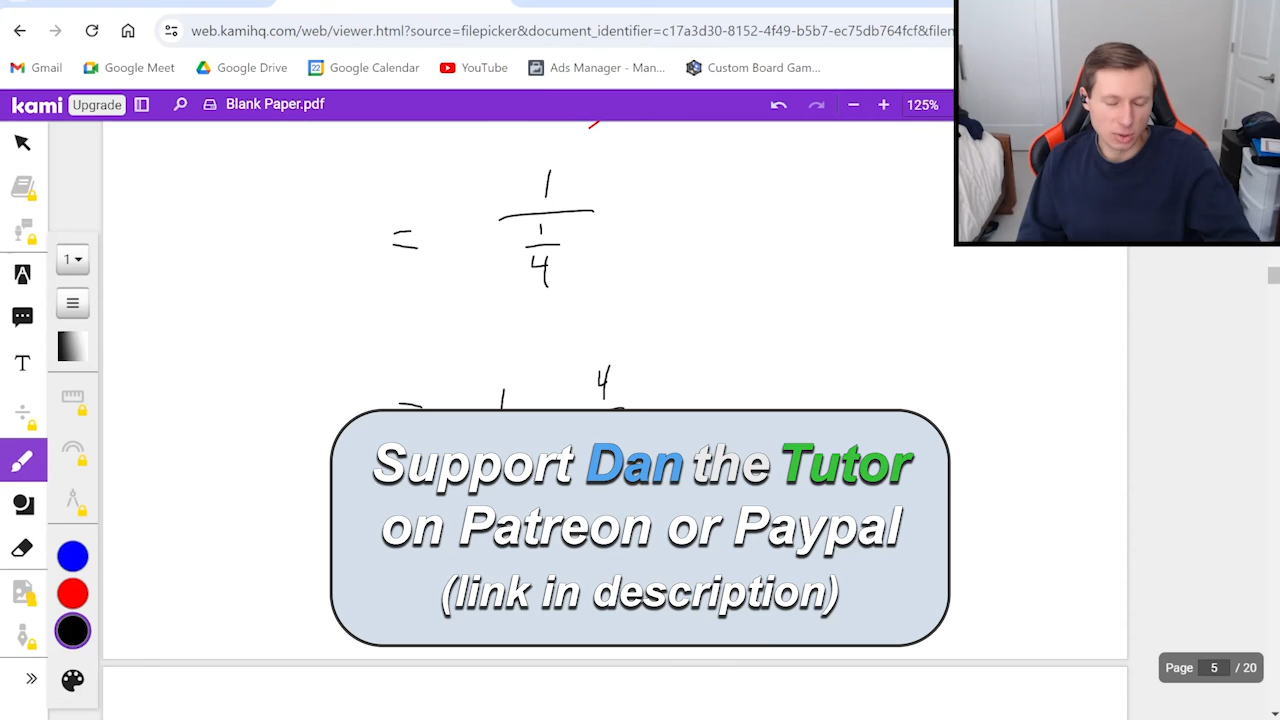 web.kamihq.com/web/viewer.html?source=filepicker&document_identifier=c17a3d30-8152-4f49-b5b7-ec75db764fcf&filen
Gmail
Google Meet
Google Drive
22
Google Calendar
YouTube
Ads Manager - Man...
Custom Board Gam...
kami
Upgrade
Blank Paper.pdf
125%
1
=
1
4
1
A
T
4
= 1
Support Dan the Tutor
on Patreon or Paypal
(link in description)
Page 5 / 20